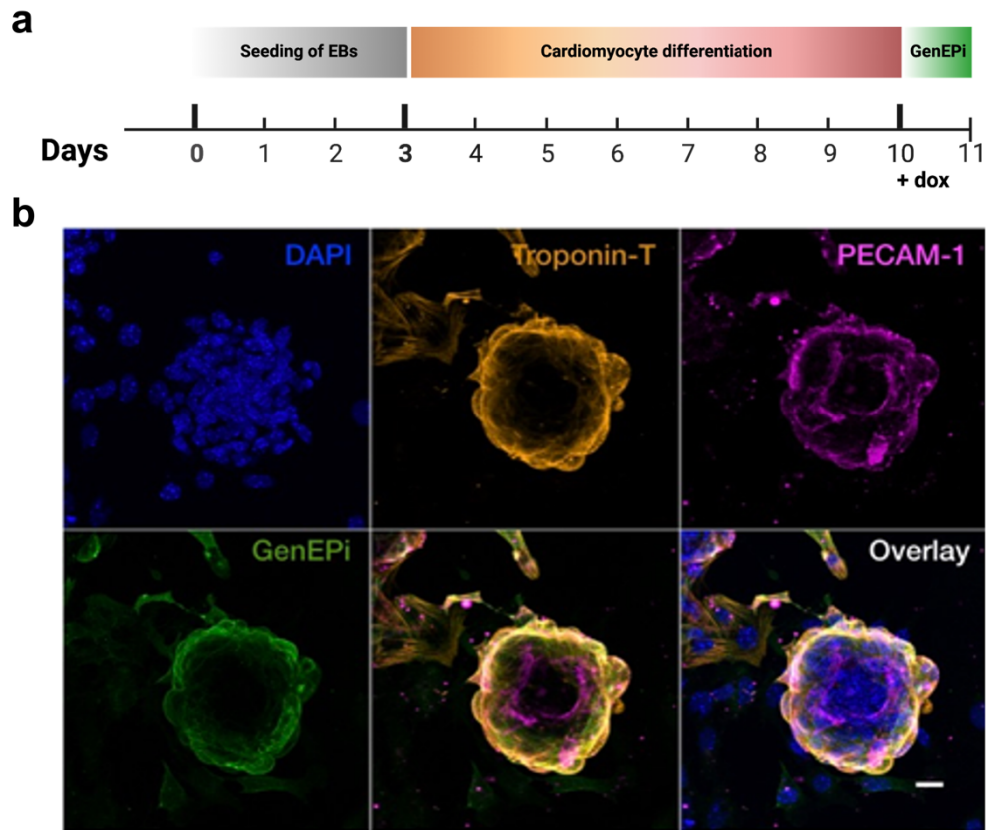 a
Seeding of EBs Cardiomyocyte differentiation GenEPi
Days 0 1 2 3 4 5 6 7 8 9 10 11
+ dox
b
DAPI Troponin-T PECAM-1
GenEPi Overlay